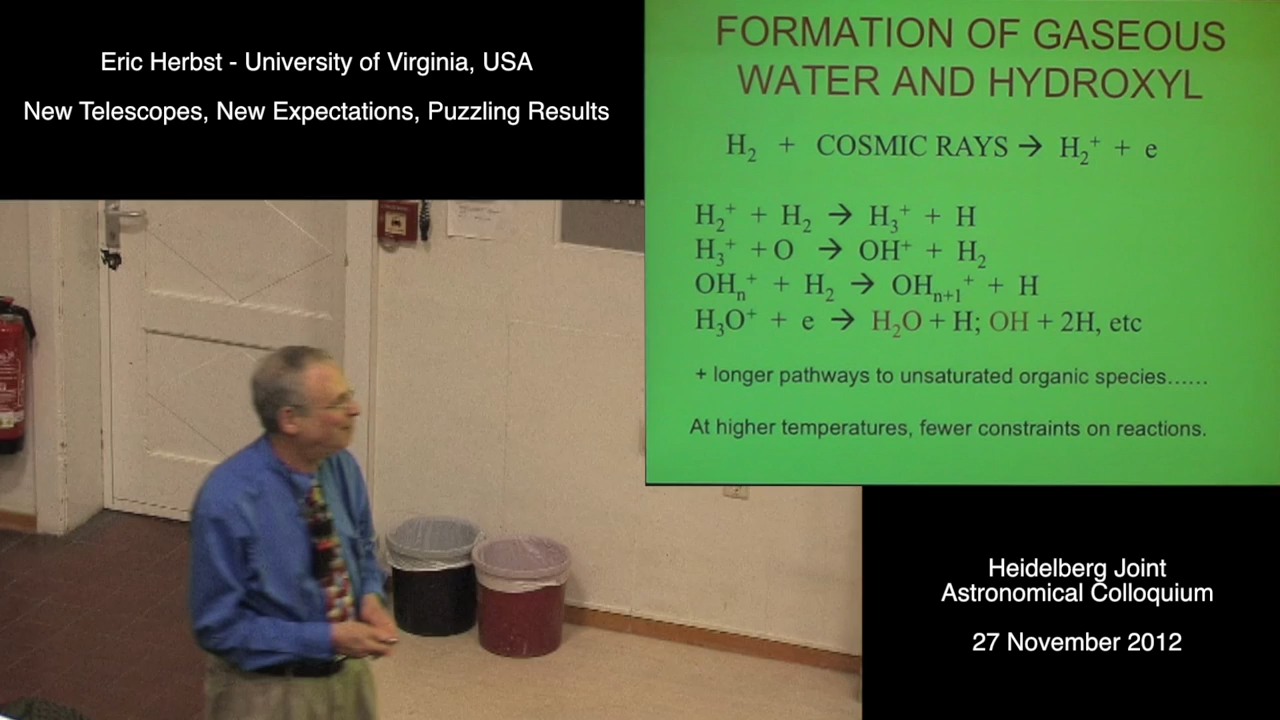 Eric Herbst - University of Virginia, USA
New Telescopes, New Expectations, Puzzling Results
FORMATION OF GASEOUS
WATER AND HYDROXYL
H₂ + COSMIC RAYS → H₂⁺ + e
H₂⁺ + H₂ → H₃⁺ + H
H₃⁺ + O → OH⁺ + H₂
OHₙ⁺ + H₂ → OHₙ₊₁⁺ + H
H₃O⁺ + e → H₂O + H; OH + 2H, etc
+ longer pathways to unsaturated organic species……
At higher temperatures, fewer constraints on reactions.
Heidelberg Joint
Astronomical Colloquium
27 November 2012